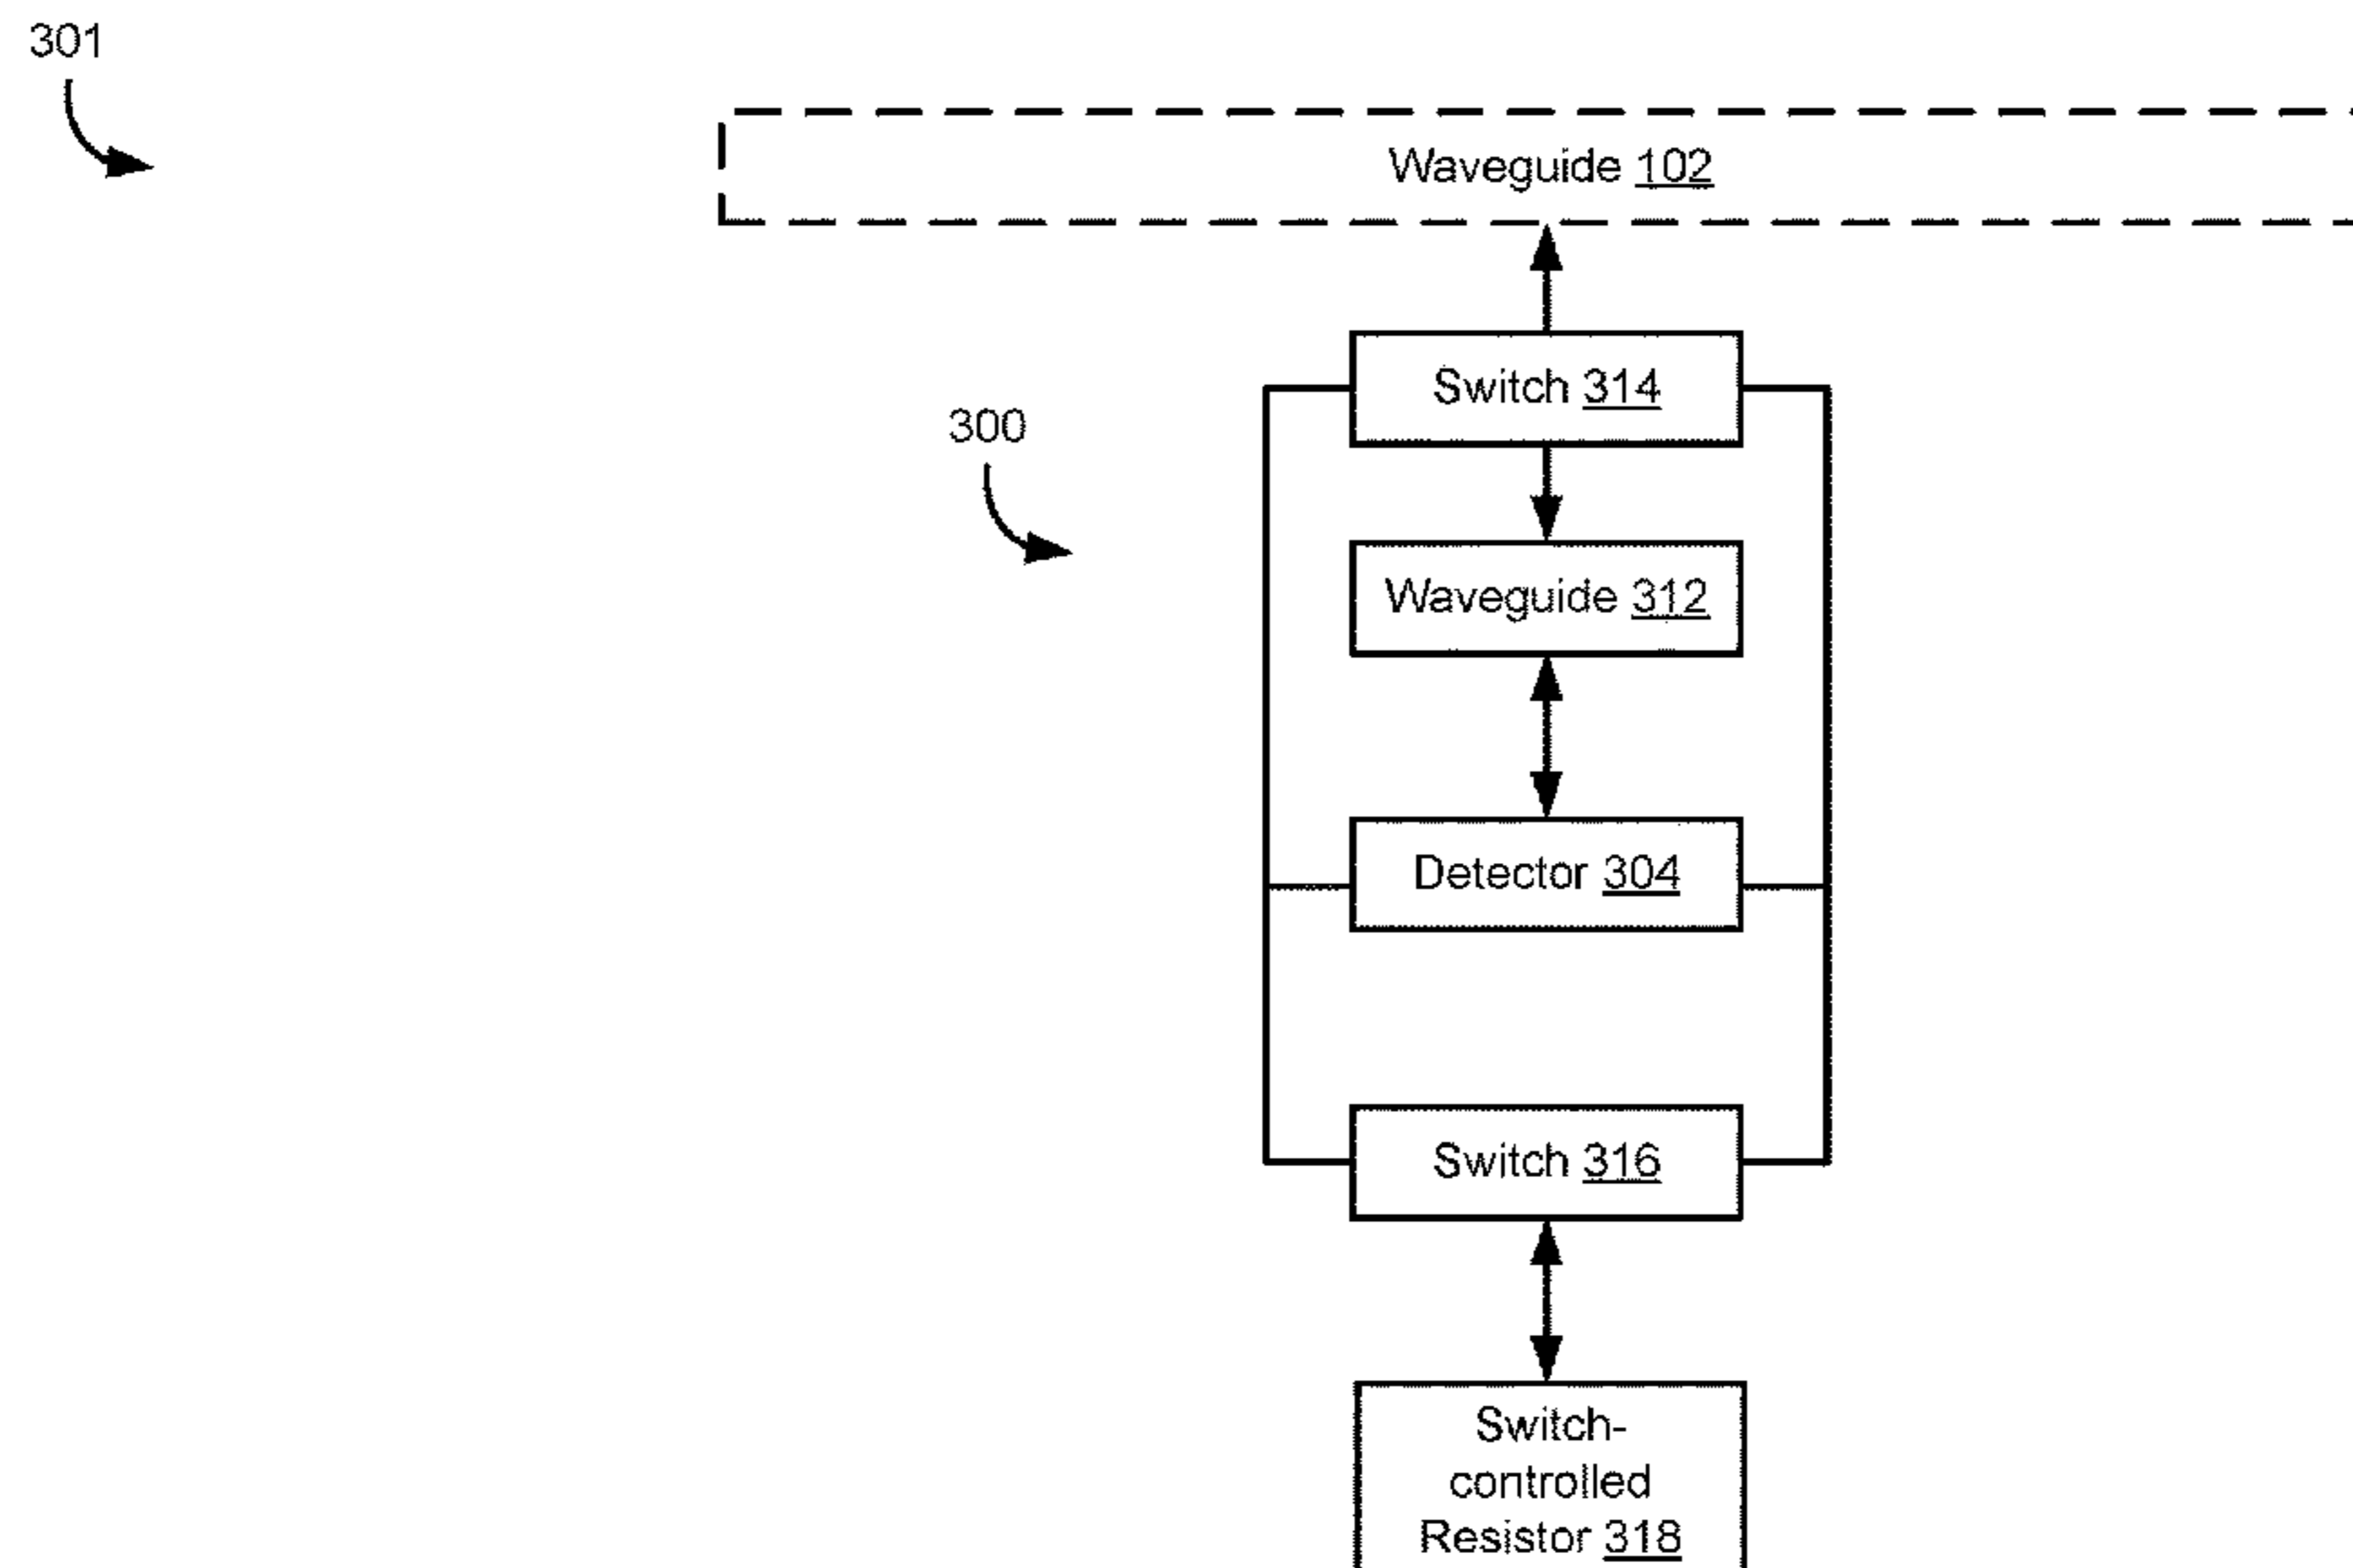 301
Waveguide 102
Switch 314
300
Waveguide 312
Detector 304
Switch 316
Switch-
controlled
Resistor 318